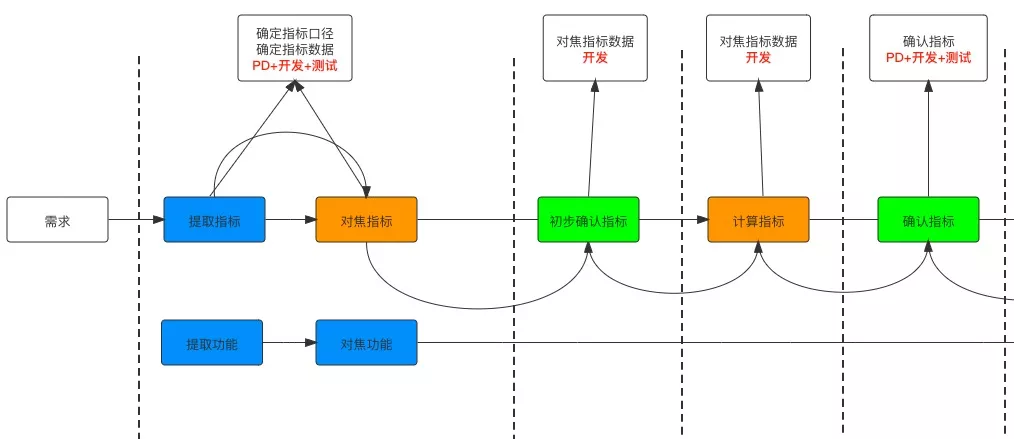 确定指标口径
确定指标数据
PD+开发+测试
对焦指标数据
开发
对焦指标数据
开发
确认指标
PD+开发+测试
需求
提取指标
对焦指标
初步确认指标
计算指标
确认指标
提取功能
对焦功能